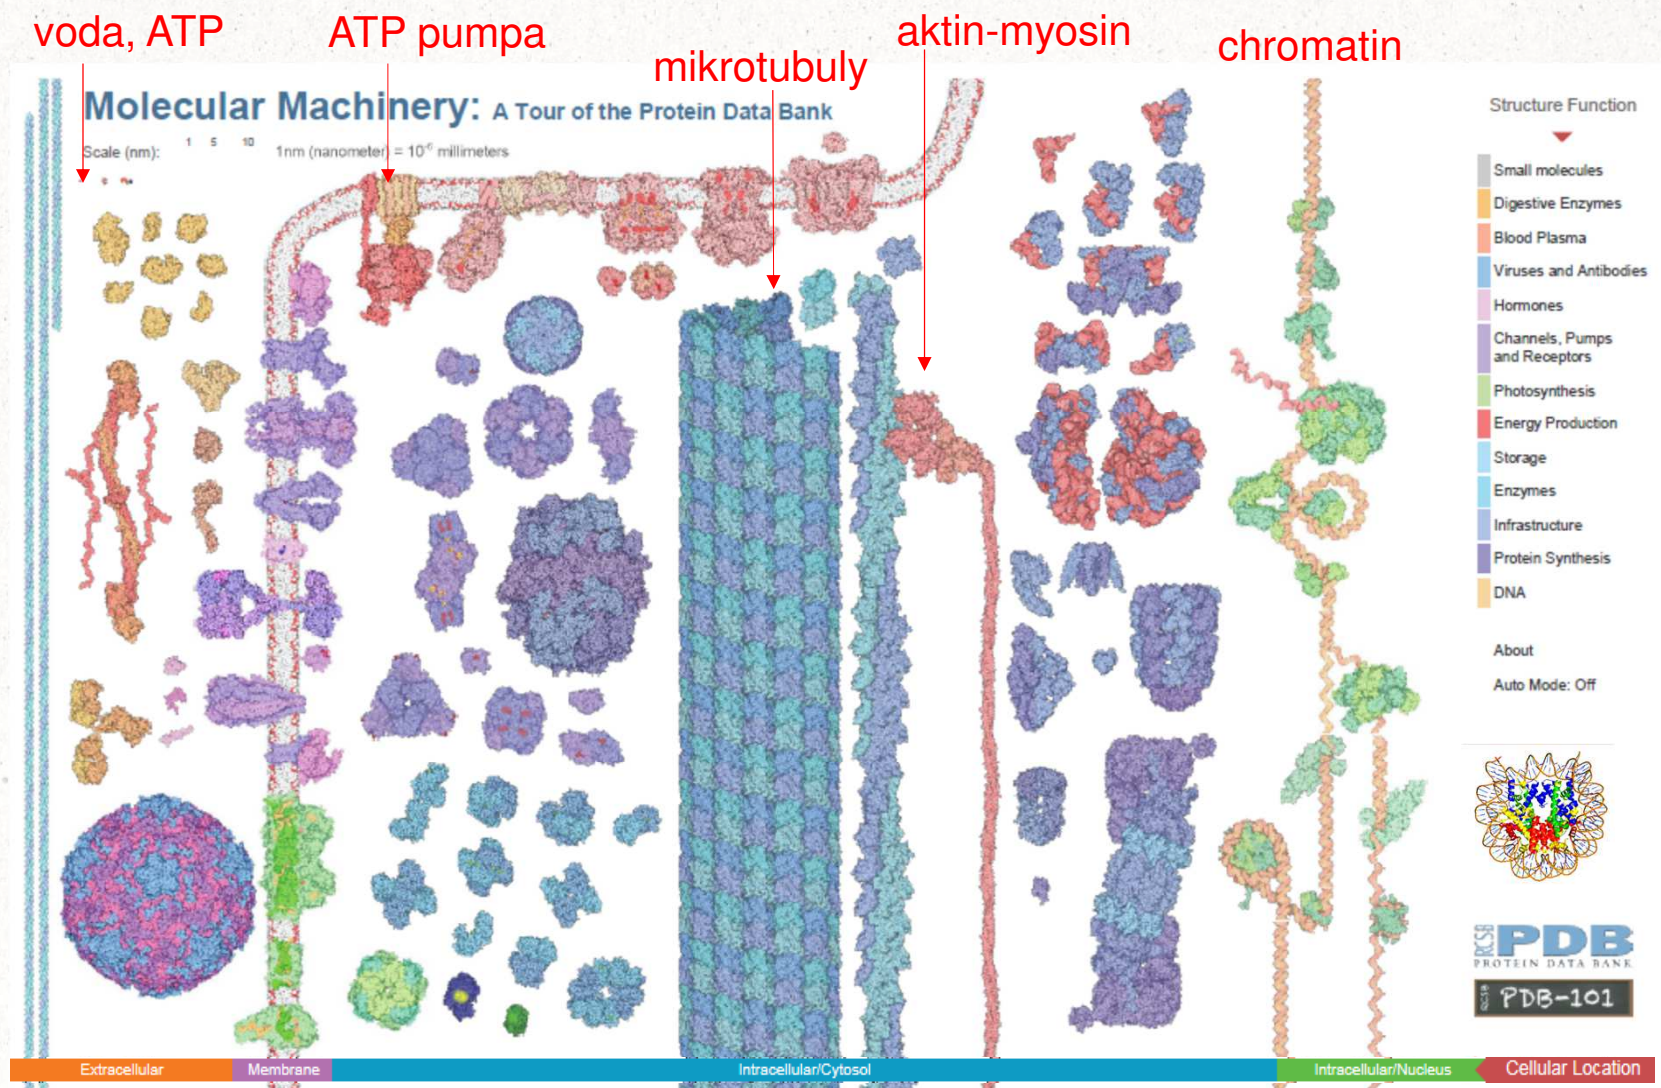 voda, ATP
ATP pumpa
mikrotubuly
aktin-myosin
chromatin
Molecular Machinery: A Tour of the Protein Data Bank
Scale (nm): 1 5 10 1nm (nanometer) = 10⁻⁶ millimeters
Structure Function
Small molecules
Digestive Enzymes
Blood Plasma
Viruses and Antibodies
Hormones
Channels, Pumps
and Receptors
Photosynthesis
Energy Production
Storage
Enzymes
Infrastructure
Protein Synthesis
DNA
About
Auto Mode: Off
RCSB PDB
PROTEIN DATA BANK
RCSB PDB-101
Extracellular
Membrane
Intracellular/Cytosol
Intracellular/Nucleus
Cellular Location